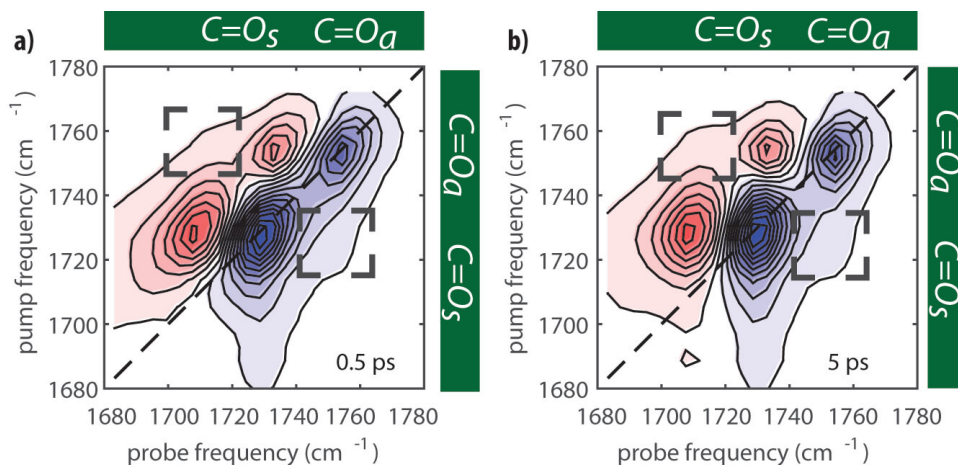 a)
C=Os C=Oa
1780
1760
1740
1720
1700
1680
pump frequency (cm -1)
0.5 ps
1680 1700 1720 1740 1760 1780
probe frequency (cm -1)
C=Oa
C=Os
b)
C=Os C=Oa
1780
1760
1740
1720
1700
1680
pump frequency (cm -1)
5 ps
1680 1700 1720 1740 1760 1780
probe frequency (cm -1)
C=Oa
C=Os